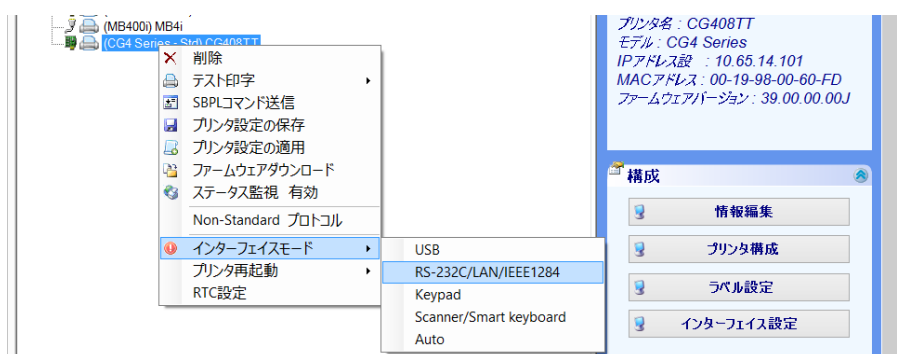 (MB400i) MB4i
(CG4 Series - Std) CG408TT
削除
テスト印字
SBPLコマンド送信
プリンタ設定の保存
プリンタ設定の適用
ファームウェアダウンロード
ステータス監視 有効
Non-Standard プロトコル
インターフェイスモード
プリンタ再起動
RTC設定
USB
RS-232C/LAN/IEEE1284
Keypad
Scanner/Smart keyboard
Auto
プリンタ名 : CG408TT
モデル : CG4 Series
IPアドレス設 : 10.65.14.101
MACアドレス : 00-19-98-00-60-FD
ファームウェアバージョン : 39.00.00.00J
構成
情報編集
プリンタ構成
ラベル設定
インターフェイス設定